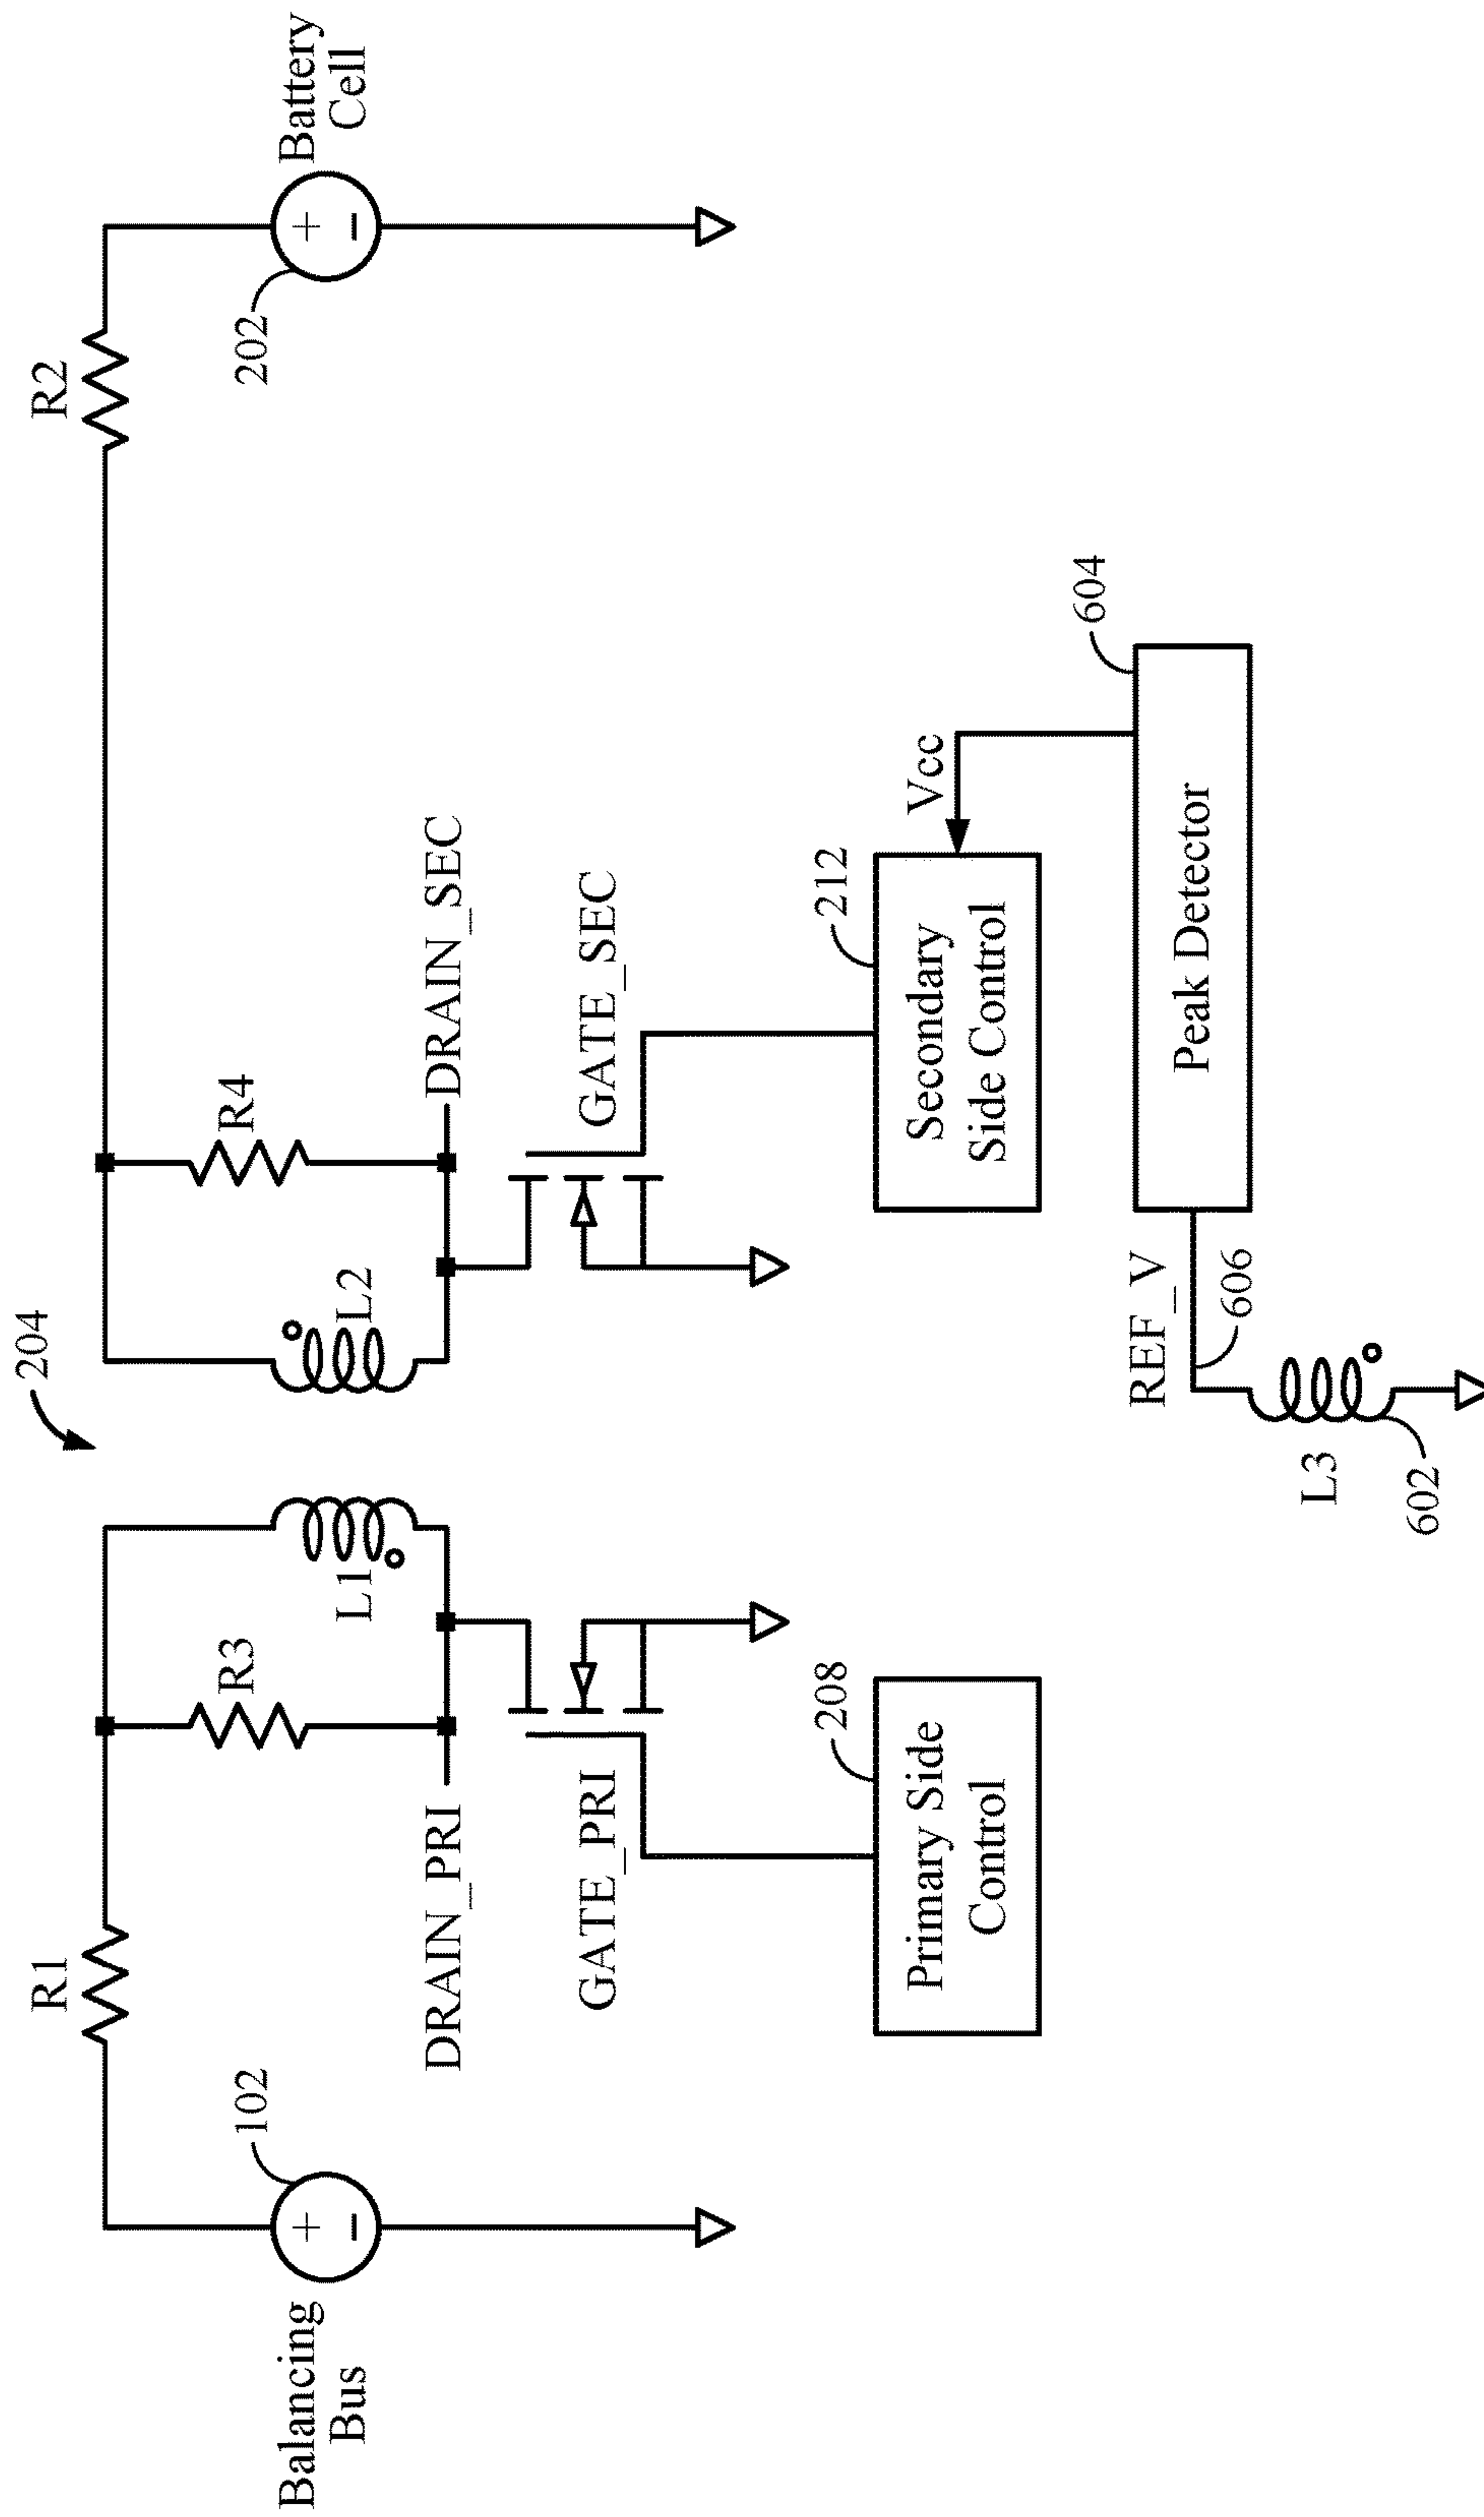 204
R1
R2
Balancing
Bus
102
R3
L1
L2
R4
202
Battery
Cell
DRAIN_PRI
DRAIN_SEC
GATE_PRI
GATE_SEC
208
Primary Side
Control
212
Secondary
Side Control
Vcc
604
REF_V
606
Peak Detector
L3
602